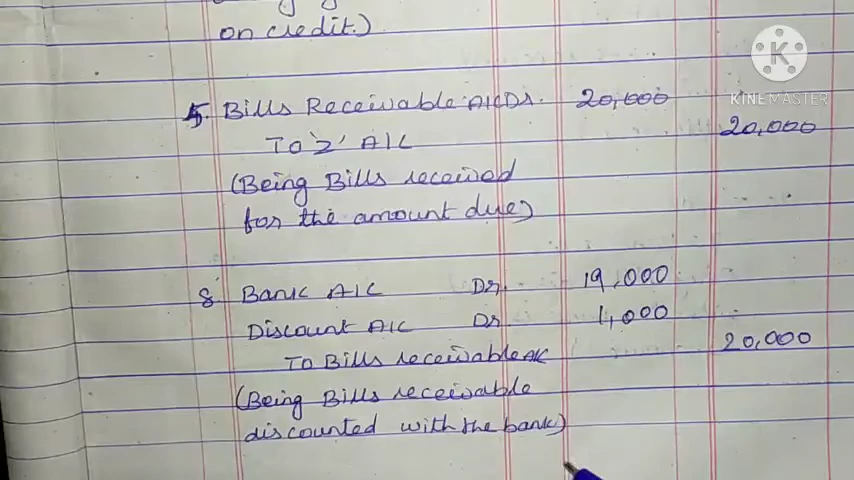 on credit.)
KINEMASTER
5. Bills Receivable A/C Dr. 20,000
To 'Z' A/C 20,000
(Being Bills received
for the amount due)
8 Bank A/C Dr. 19,000
Discount A/C Dr 1,000
To Bills receivable A/C 20,000
(Being Bills receivable
discounted with the bank)